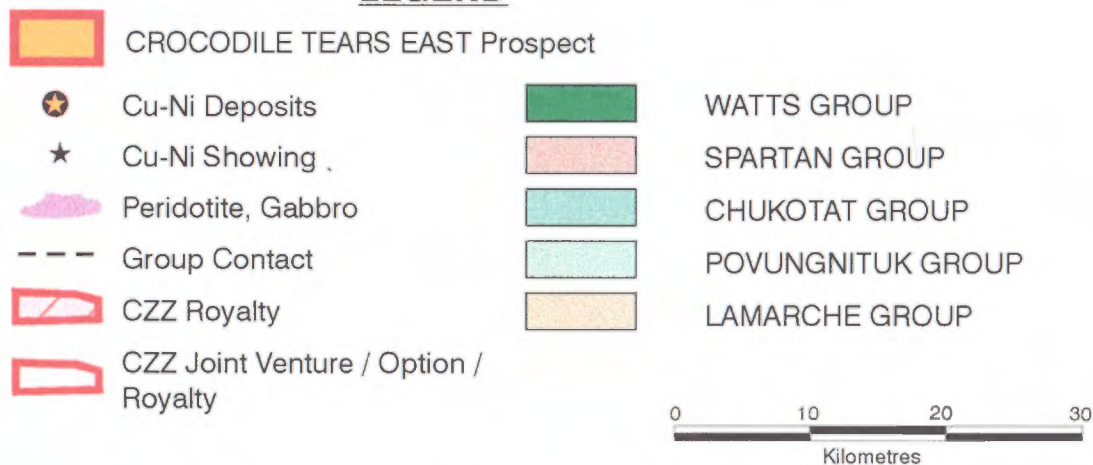 LEGEND
CROCODILE TEARS EAST Prospect
Cu-Ni Deposits
Cu-Ni Showing
Peridotite, Gabbro
Group Contact
CZZ Royalty
CZZ Joint Venture / Option /
Royalty
WATTS GROUP
SPARTAN GROUP
CHUKOTAT GROUP
POVUNGNITUK GROUP
LAMARCHE GROUP
0 10 20 30
Kilometres